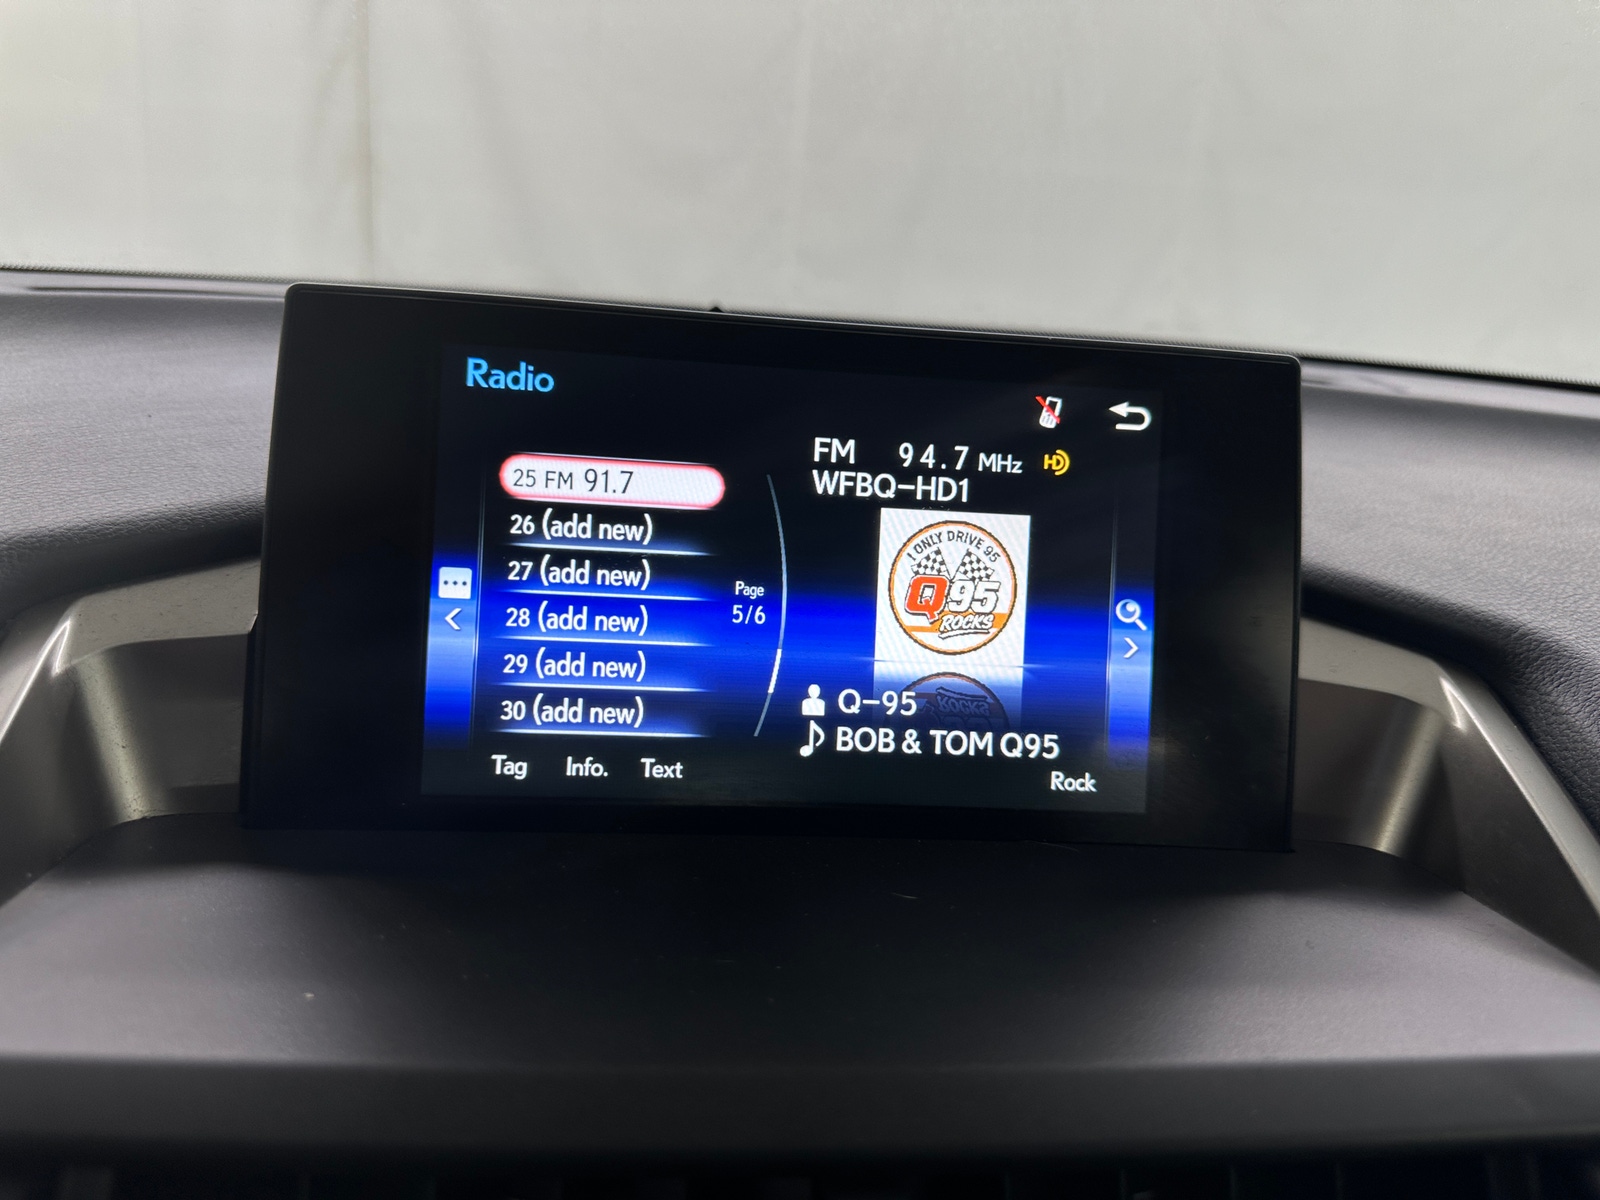 Radio
25 FM 91.7
26 (add new)
27 (add new)
28 (add new)
29 (add new)
30 (add new)
Page
5/6
Tag Info. Text
FM 94.7 MHz HD
WFBQ-HD1
I ONLY DRIVE 95
Q95
ROCKS
Q-95
BOB & TOM Q95
Rock